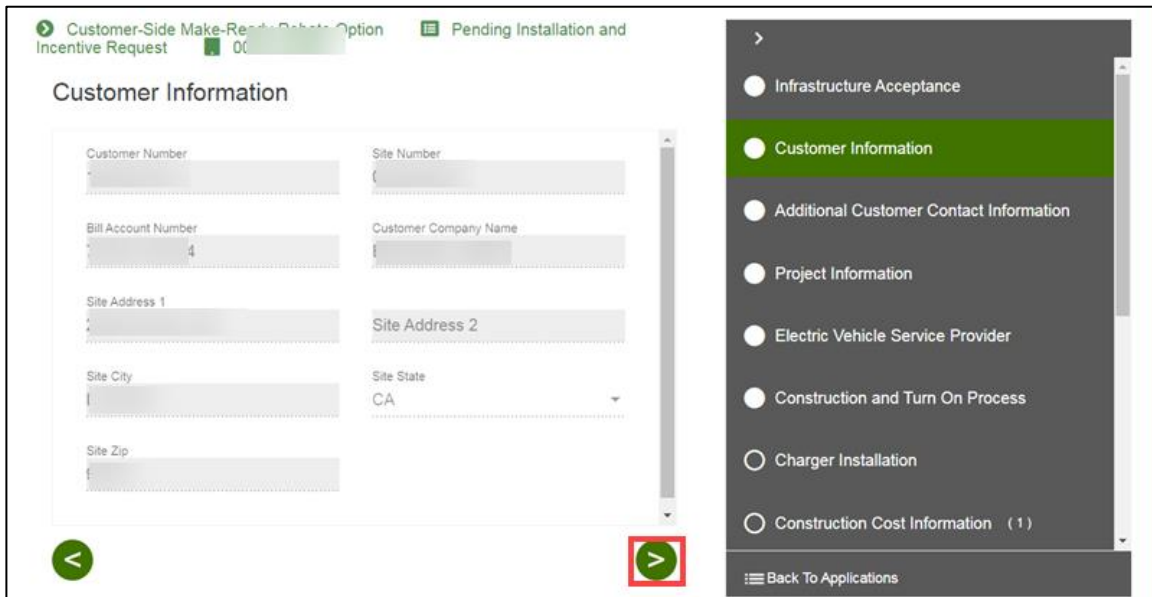 Customer-Side Make-Ready Rebate Option Pending Installation and
Incentive Request 00
Customer Information
Customer Number Site Number
Bill Account Number Customer Company Name
4
Site Address 1
Site Address 2
Site City Site State
CA
Site Zip
<
>
>
Infrastructure Acceptance
Customer Information
Additional Customer Contact Information
Project Information
Electric Vehicle Service Provider
Construction and Turn On Process
Charger Installation
Construction Cost Information (1)
Back To Applications